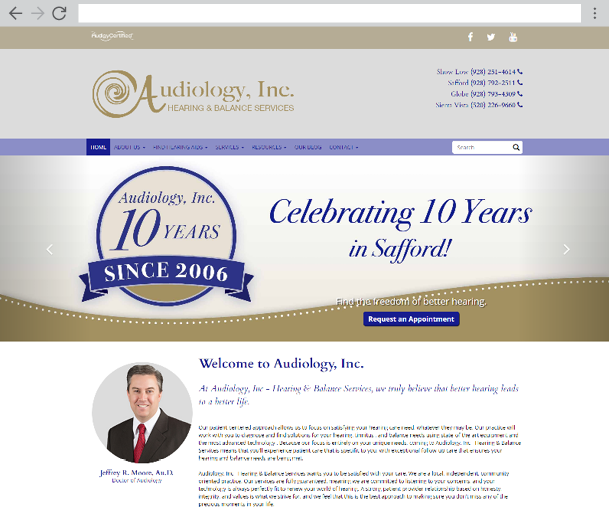 AudigyCertified
Show Low (928) 251-4614
Safford (928) 792-2511
Globe (928) 793-4309
Sierra Vista (520) 226-9660
Audiology, Inc.
HEARING & BALANCE SERVICES
HOME ABOUT US FIND HEARING AIDS SERVICES RESOURCES OUR BLOG CONTACT Search
Audiology, Inc.
10 YEARS
SINCE 2006
Celebrating 10 Years
in Safford!
Find the freedom of better hearing.
Request an Appointment
Welcome to Audiology, Inc.
At Audiology, Inc - Hearing & Balance Services, we truly believe that better hearing leads
to a better life.
Our patient centered approach allows us to focus on satisfying your hearing care need, whatever they may be. Our practice will
work with you to diagnose and find solutions for your hearing, tinnitus, and balance needs using state of the art equipment and
the most advanced technology. Because our focus is entirely on your unique needs, coming to Audiology, Inc - Hearing & Balance
Services means that you'll experience patient care that is specific to you with exceptional follow up care that ensures your
hearing and balance needs are being met.
Audiology, Inc - Hearing & Balance Services wants you to be satisfied with your care. We are a local, independent, community
oriented practice. Our services are fully guaranteed, meaning we are committed to listening to your concerns, and your
technology is always perfectly fit to renew your world of hearing. A strong patient-provider relationship based on honesty,
integrity, and values is what we strive for, and we feel that this is the best approach to making sure you don't miss any of the
precious moments in your life.
Jeffrey R. Moore, Au.D.
Doctor of Audiology